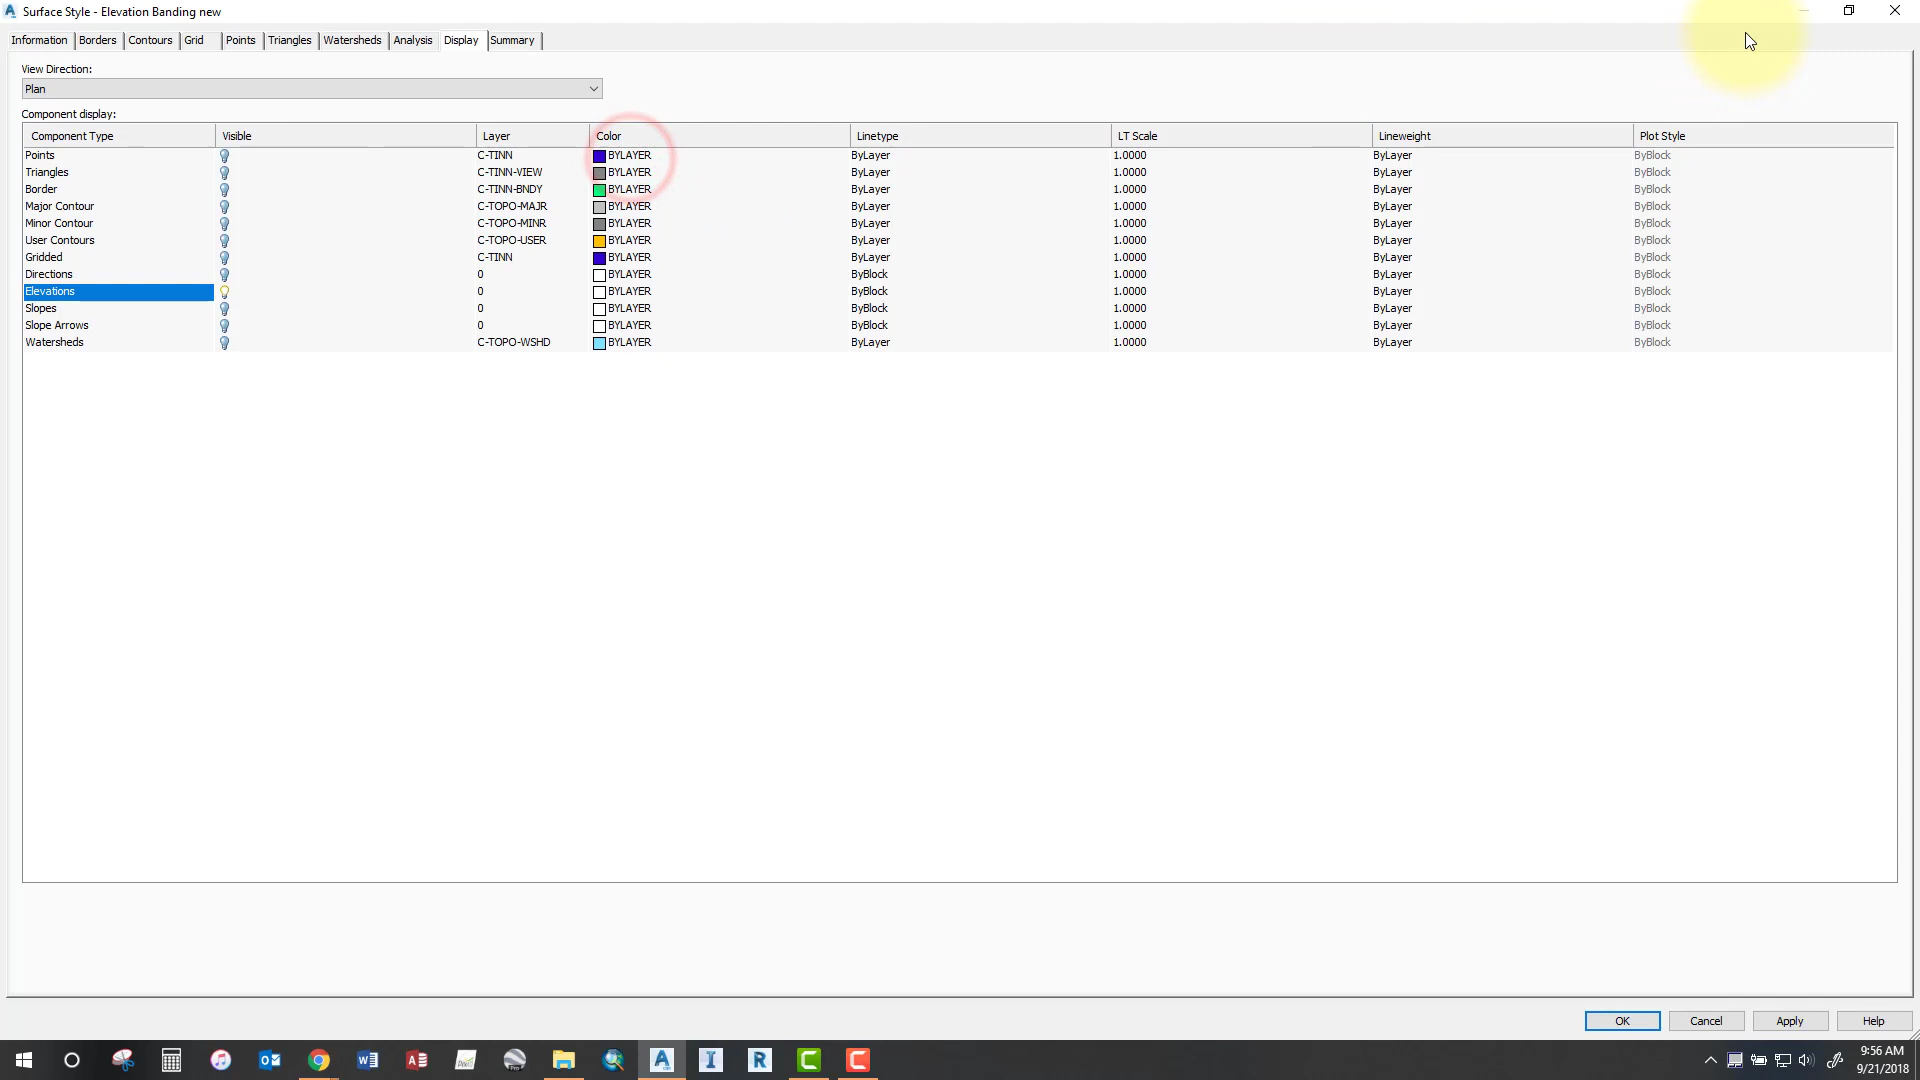 Surface Style - Elevation Banding new
Information Borders Contours Grid Points Triangles Watersheds Analysis Display Summary
View Direction:
Plan
Component display:
Component Type Visible Layer Color Linetype LT Scale Lineweight Plot Style
Points C-TINN BYLAYER ByLayer 1.0000 ByLayer ByBlock
Triangles C-TINN-VIEW BYLAYER ByLayer 1.0000 ByLayer ByBlock
Border C-TINN-BNDY BYLAYER ByLayer 1.0000 ByLayer ByBlock
Major Contour C-TOPO-MAJR BYLAYER ByLayer 1.0000 ByLayer ByBlock
Minor Contour C-TOPO-MINR BYLAYER ByLayer 1.0000 ByLayer ByBlock
User Contours C-TOPO-USER BYLAYER ByLayer 1.0000 ByLayer ByBlock
Gridded C-TINN BYLAYER ByLayer 1.0000 ByLayer ByBlock
Directions 0 BYLAYER ByBlock 1.0000 ByLayer ByBlock
Elevations 0 BYLAYER ByBlock 1.0000 ByLayer ByBlock
Slopes 0 BYLAYER ByBlock 1.0000 ByLayer ByBlock
Slope Arrows 0 BYLAYER ByBlock 1.0000 ByLayer ByBlock
Watersheds C-TOPO-WSHD BYLAYER ByLayer 1.0000 ByLayer ByBlock
OK Cancel Apply Help
9:56 AM
9/21/2018